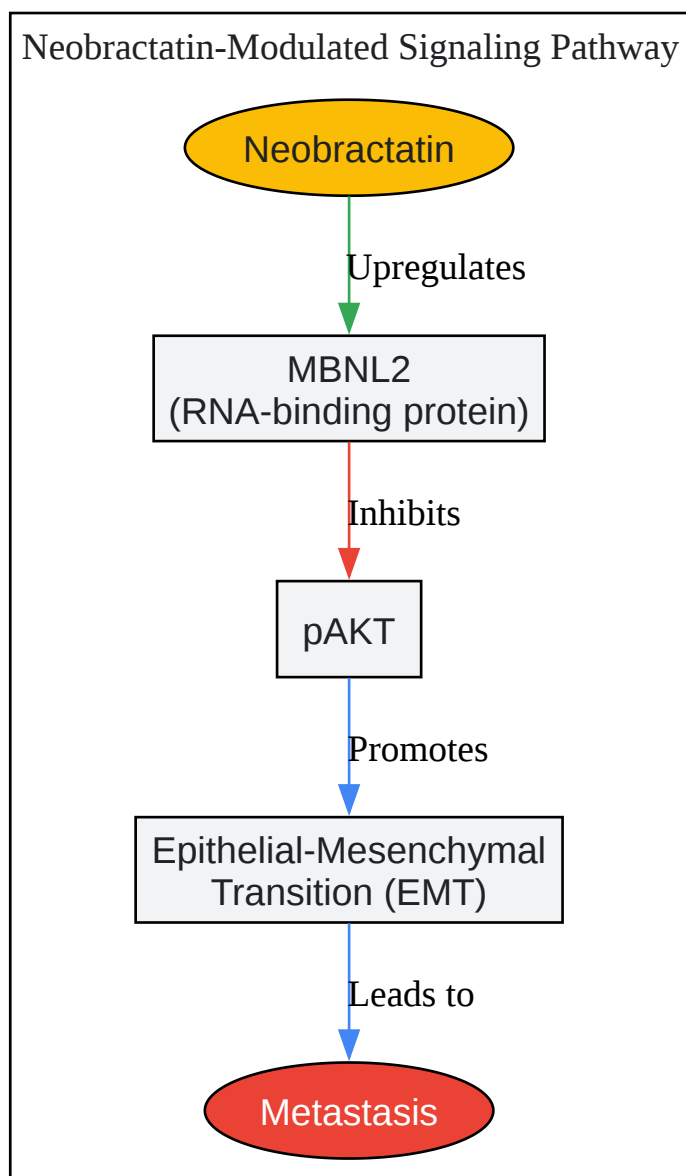 Neobractatin-Modulated Signaling Pathway
Neobractatin
Upregulates
MBNL2
(RNA-binding protein)
Inhibits
pAKT
Promotes
Epithelial-Mesenchymal
Transition (EMT)
Leads to
Metastasis